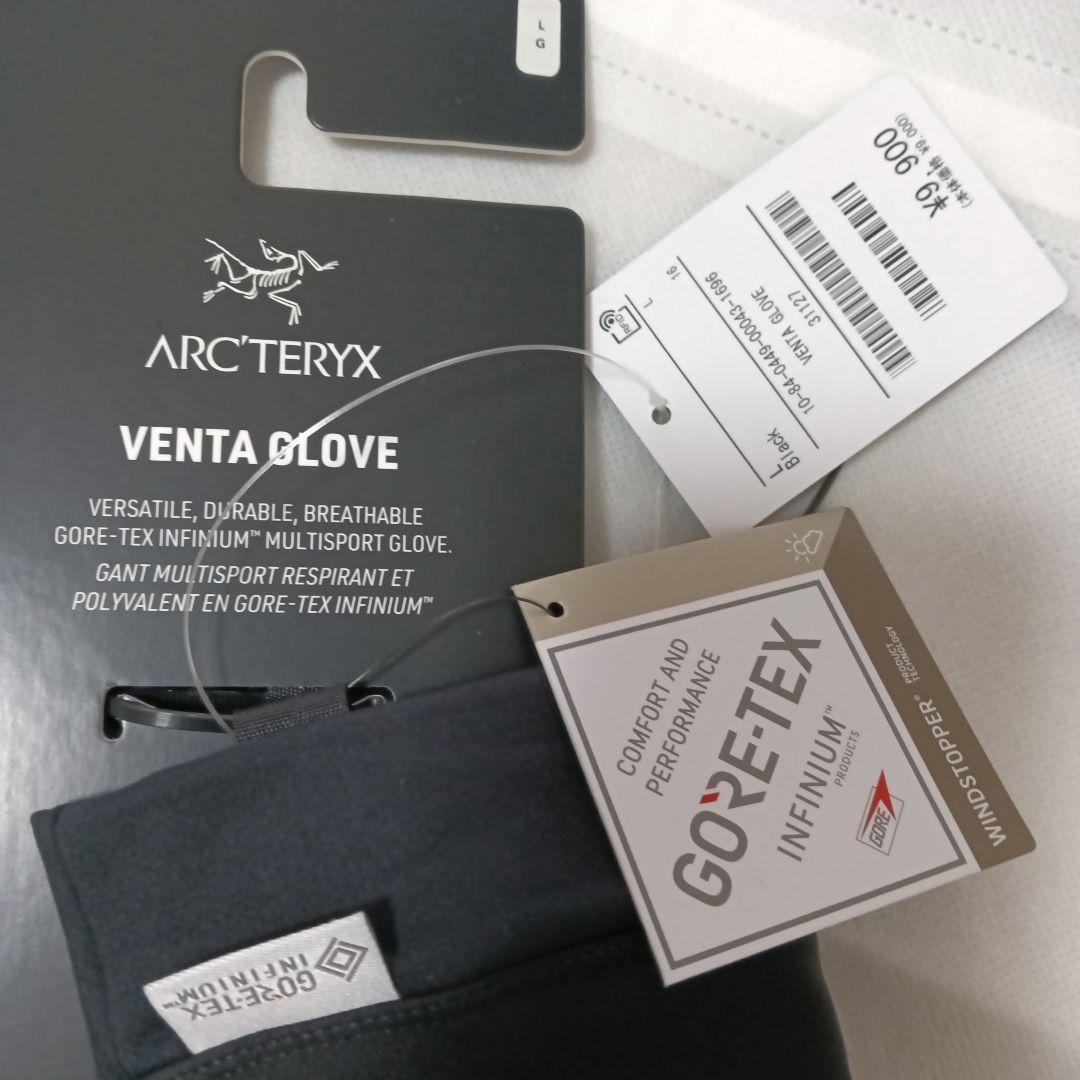 L
G
ARC'TERYX
VENTA GLOVE
VERSATILE, DURABLE, BREATHABLE
GORE-TEX INFINIUM™ MULTISPORT GLOVE.
GANT MULTISPORT RESPIRANT ET
POLYVALENT EN GORE-TEX INFINIUM™
¥9,900
(本体価格 ¥9,000)
31127
VENTA GLOVE
10-84-0449-00043-1696
16
L
RFID
Black
L
COMFORT AND
PERFORMANCE
GORE-TEX
INFINIUM™
PRODUCTS
GORE
WINDSTOPPER® PRODUCT
TECHNOLOGY
GORE-TEX
INFINIUM™